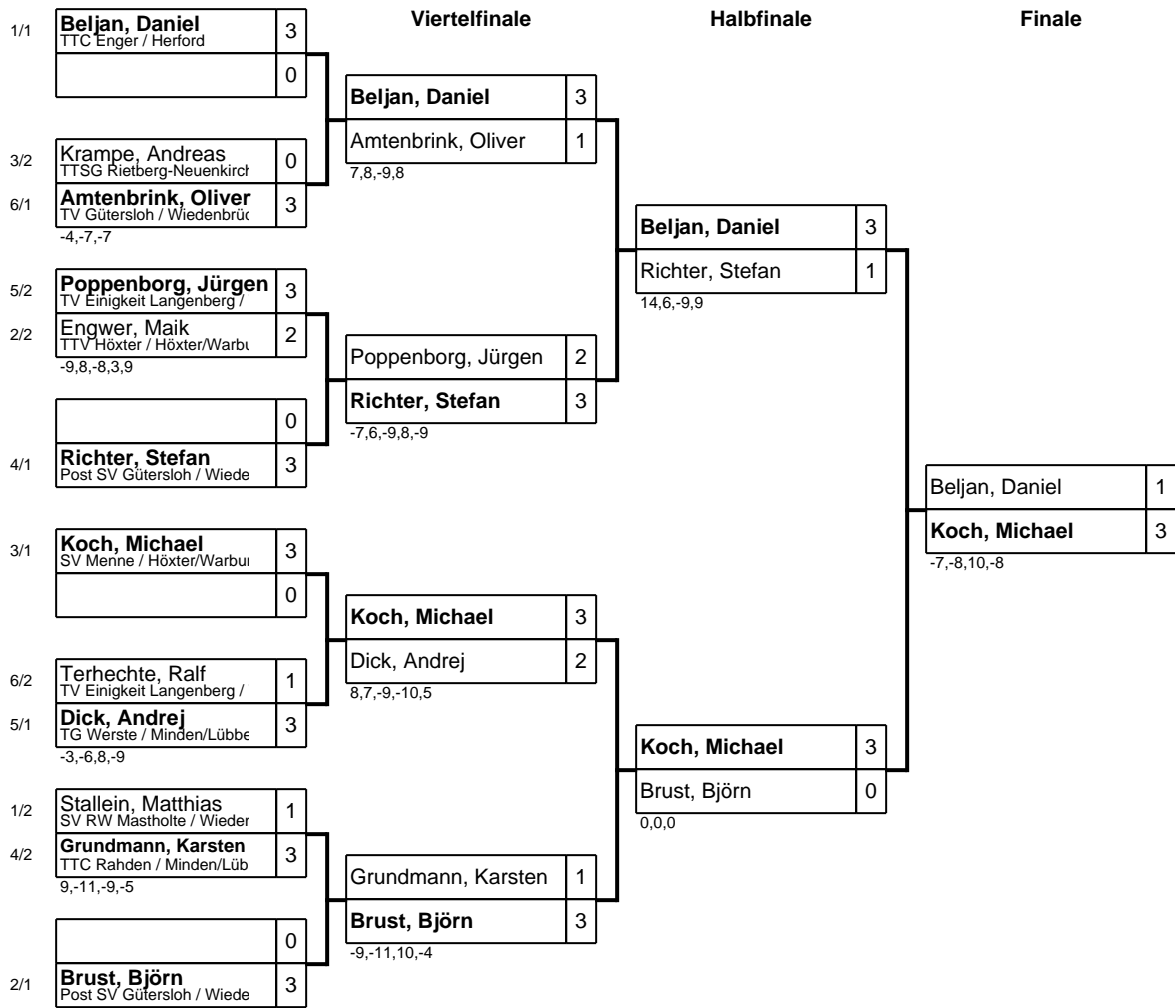 Viertelfinale
Halbfinale
Finale
1/1
Beljan, Daniel
3
TTC Enger / Herford
0
3/2
Krampe, Andreas
0
TTSG Rietberg-Neuenkirch
6/1
Amtenbrink, Oliver
3
TV Gütersloh / Wiedenbrüc
-4,-7,-7
5/2
Poppenborg, Jürgen
3
TV Einigkeit Langenberg /
2/2
Engwer, Maik
2
TTV Höxter / Höxter/Warbu
-9,8,-8,3,9
0
4/1
Richter, Stefan
3
Post SV Gütersloh / Wiede
3/1
Koch, Michael
3
SV Menne / Höxter/Warbur
0
6/2
Terhechte, Ralf
1
TV Einigkeit Langenberg /
5/1
Dick, Andrej
3
TG Werste / Minden/Lübbe
-3,-6,8,-9
1/2
Stallein, Matthias
1
SV RW Mastholte / Wieder
4/2
Grundmann, Karsten
3
TTC Rahden / Minden/Lüb
9,-11,-9,-5
0
2/1
Brust, Björn
3
Post SV Gütersloh / Wiede
Beljan, Daniel
3
Amtenbrink, Oliver
1
7,8,-9,8
Poppenborg, Jürgen
2
Richter, Stefan
3
-7,6,-9,8,-9
Koch, Michael
3
Dick, Andrej
2
8,7,-9,-10,5
Grundmann, Karsten
1
Brust, Björn
3
-9,-11,10,-4
Beljan, Daniel
3
Richter, Stefan
1
14,6,-9,9
Koch, Michael
3
Brust, Björn
0
0,0,0
Beljan, Daniel
1
Koch, Michael
3
-7,-8,10,-8